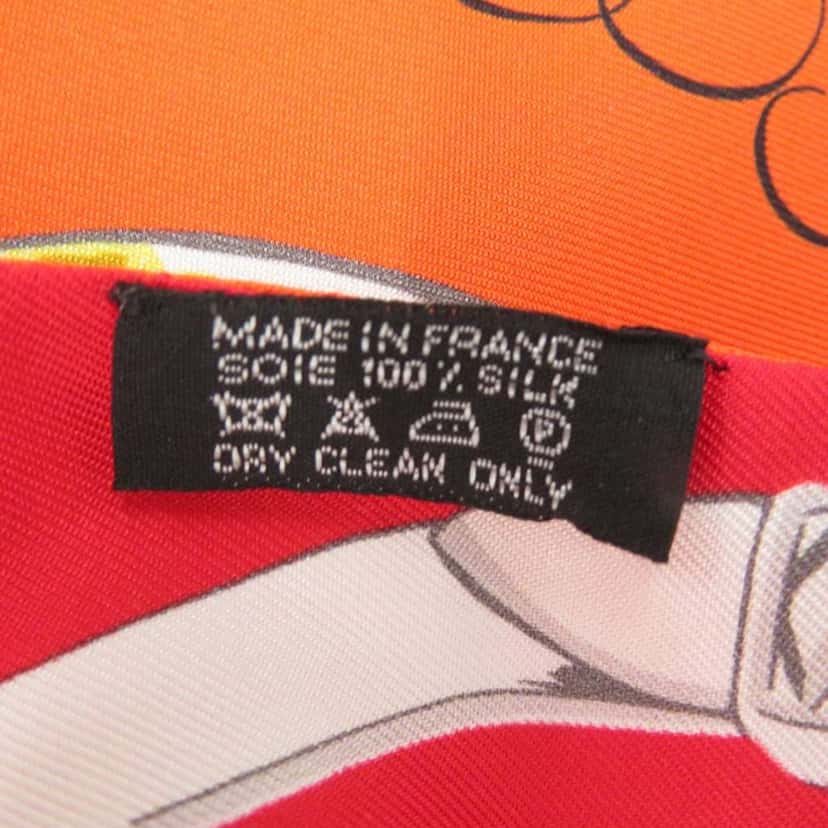 MADE IN FRANCE
SOIE 100% SILK
P
DRY CLEAN ONLY